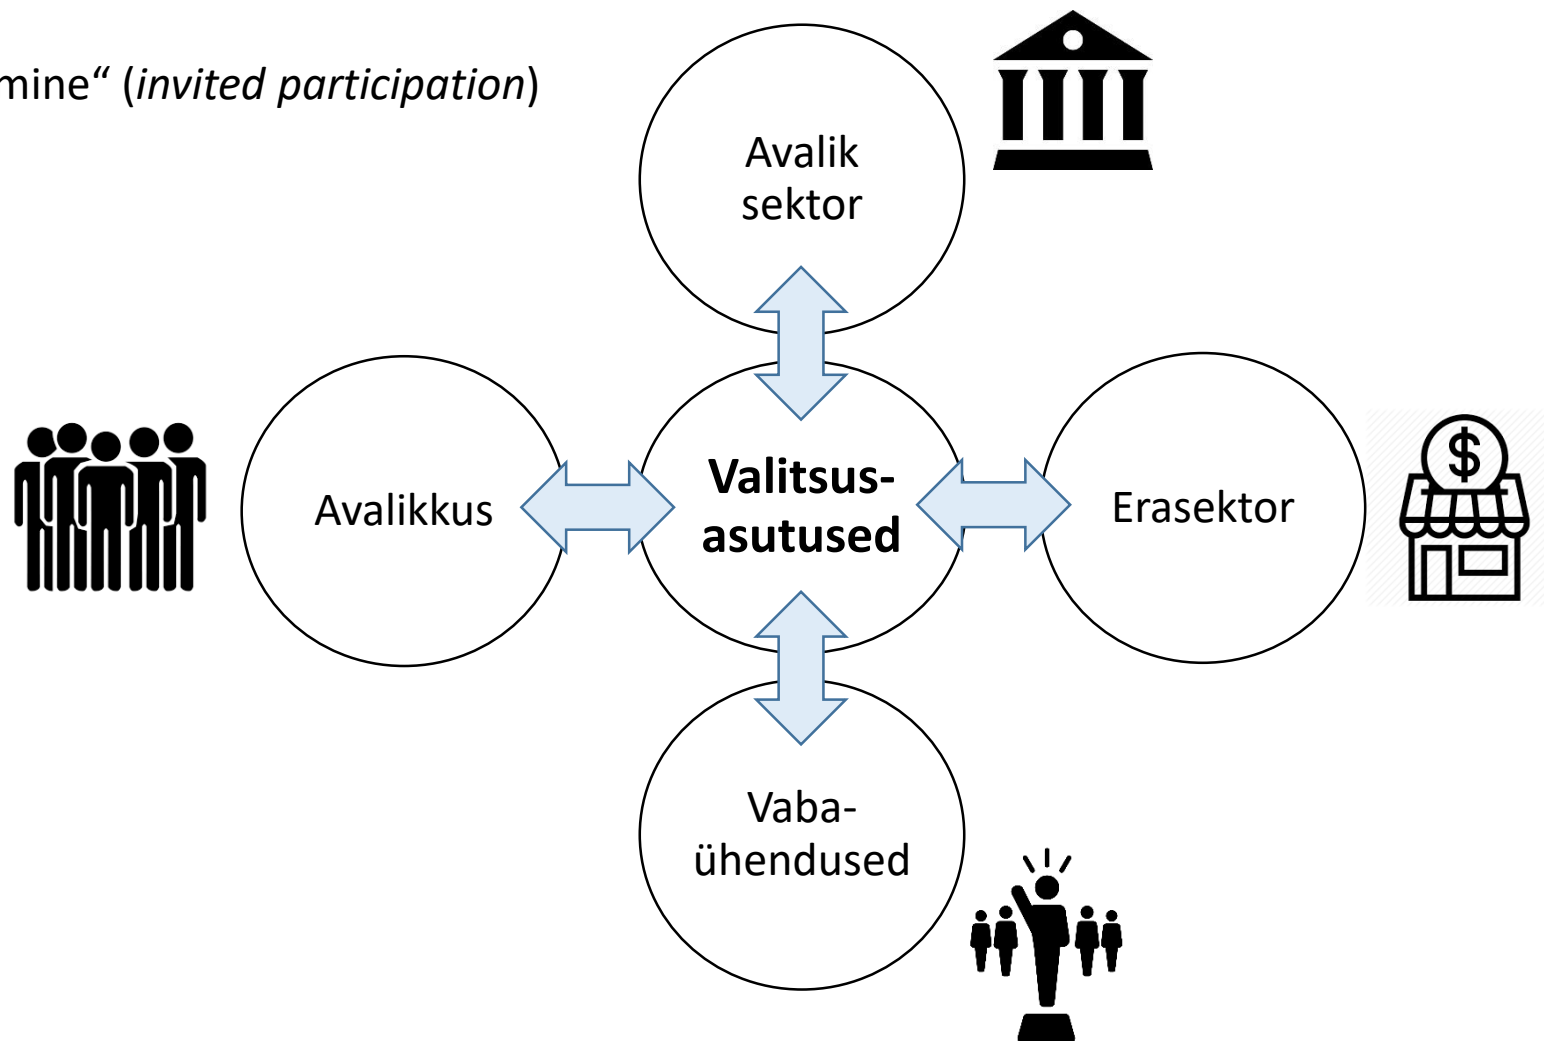 mine“ (invited participation)
Avalik
sektor
Avalikkus
Valitsus-
asutused
Erasektor
$
Vaba-
ühendused